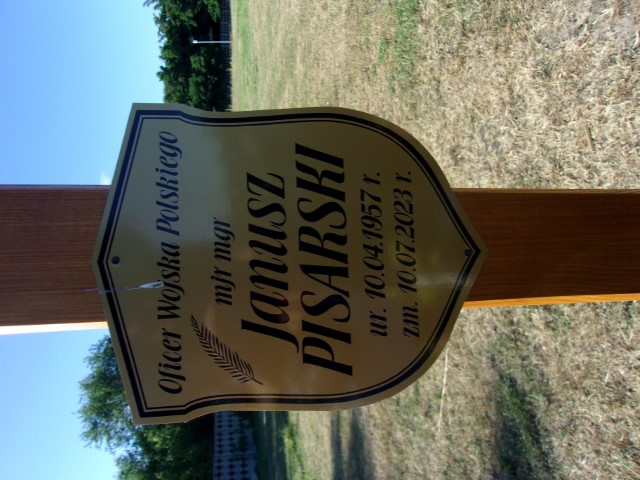 Oficer Wojska Polskiego
mjr mgr
Janusz
PISARSKI
ur. 10.04.1957 r.
zm. 10.07.2023 r.